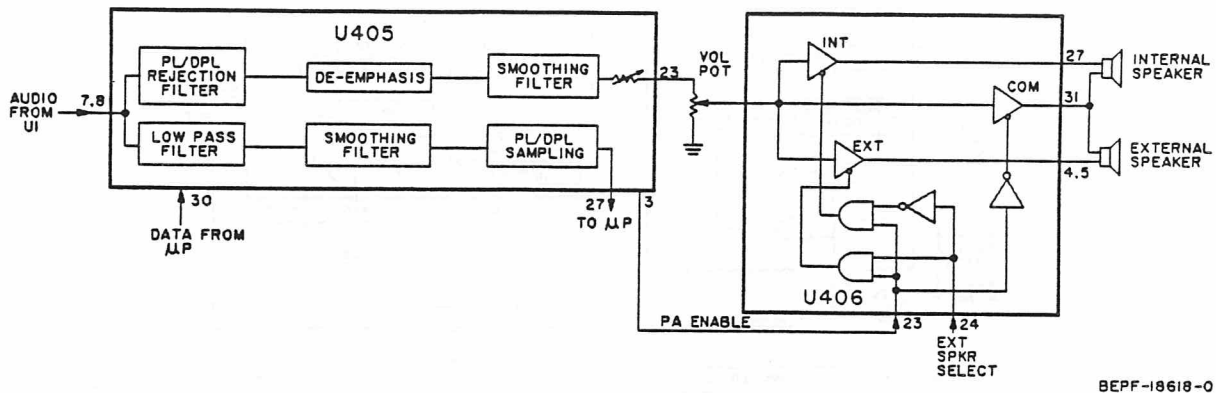 U405
PL/DPL
REJECTION
FILTER
DE-EMPHASIS
SMOOTHING
FILTER
23
VOL
POT
AUDIO
FROM
U1
7,8
LOW PASS
FILTER
SMOOTHING
FILTER
PL/DPL
SAMPLING
30
DATA FROM
µP
27
TO µP
3
PA ENABLE
INT
COM
EXT
U406
27
INTERNAL
SPEAKER
31
EXTERNAL
SPEAKER
4,5
23
24
EXT
SPKR
SELECT
BEPF-18618-O